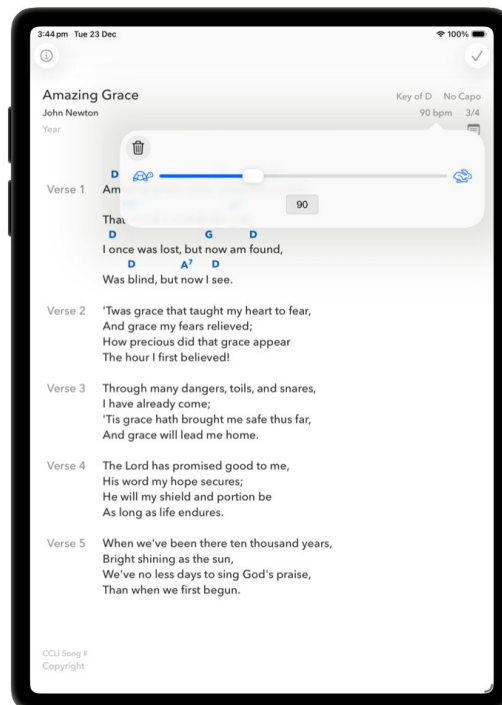 3:44 pm Tue 23 Dec 100%
Amazing Grace Key of D No Capo
John Newton 90 bpm 3/4
Year
90
D
Verse 1 Am
That
D G D
I once was lost, but now am found,
D A7 D
Was blind, but now I see.
Verse 2 'Twas grace that taught my heart to fear,
And grace my fears relieved;
How precious did that grace appear
The hour I first believed!
Verse 3 Through many dangers, toils, and snares,
I have already come;
'Tis grace hath brought me safe thus far,
And grace will lead me home.
Verse 4 The Lord has promised good to me,
His word my hope secures;
He will my shield and portion be
As long as life endures.
Verse 5 When we've been there ten thousand years,
Bright shining as the sun,
We've no less days to sing God's praise,
Than when we first begun.
CCLI Song #
Copyright